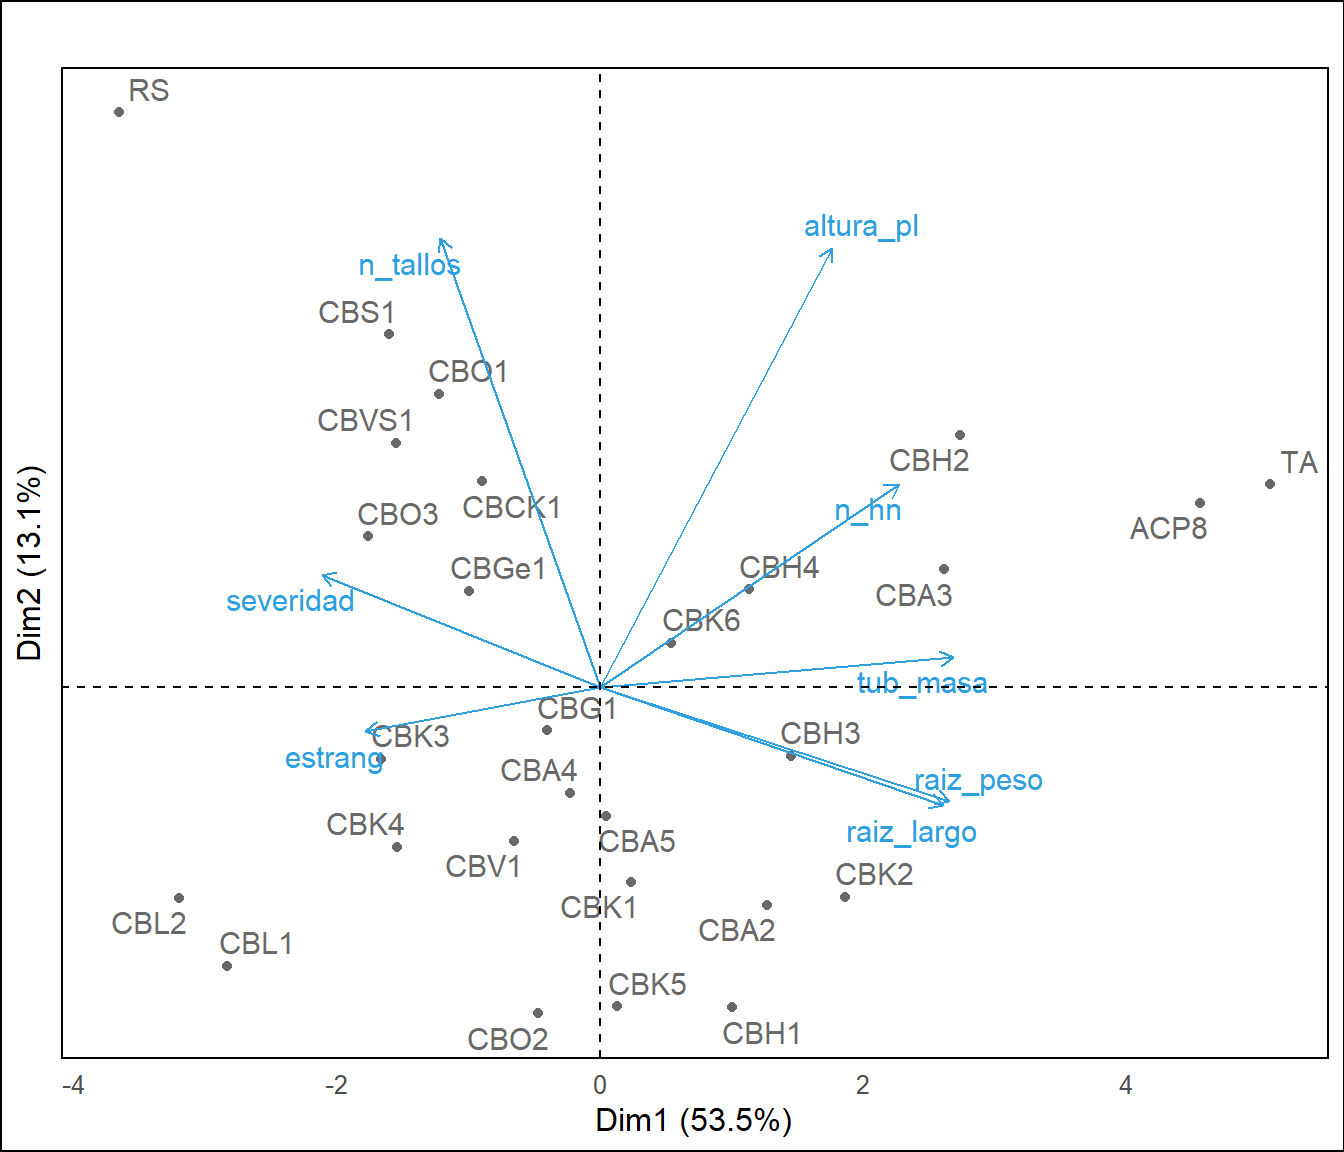 RS
altura_pl
n_tallos
CBS1
CBO1
CBVS1
CBH2
TA
CBCK1
n_hn
CBO3
ACP8
CBGe1
CBH4
CBA3
severidad
CBK6
tub_masa
CBG1
CBK3
CBH3
estrang
CBA4
raiz_peso
CBK4
raiz_largo
CBA5
CBV1
CBK2
CBK1
CBL2
CBA2
CBL1
CBK5
CBO2
CBH1
-4 -2 0 2 4
Dim1 (53.5%)
Dim2 (13.1%)